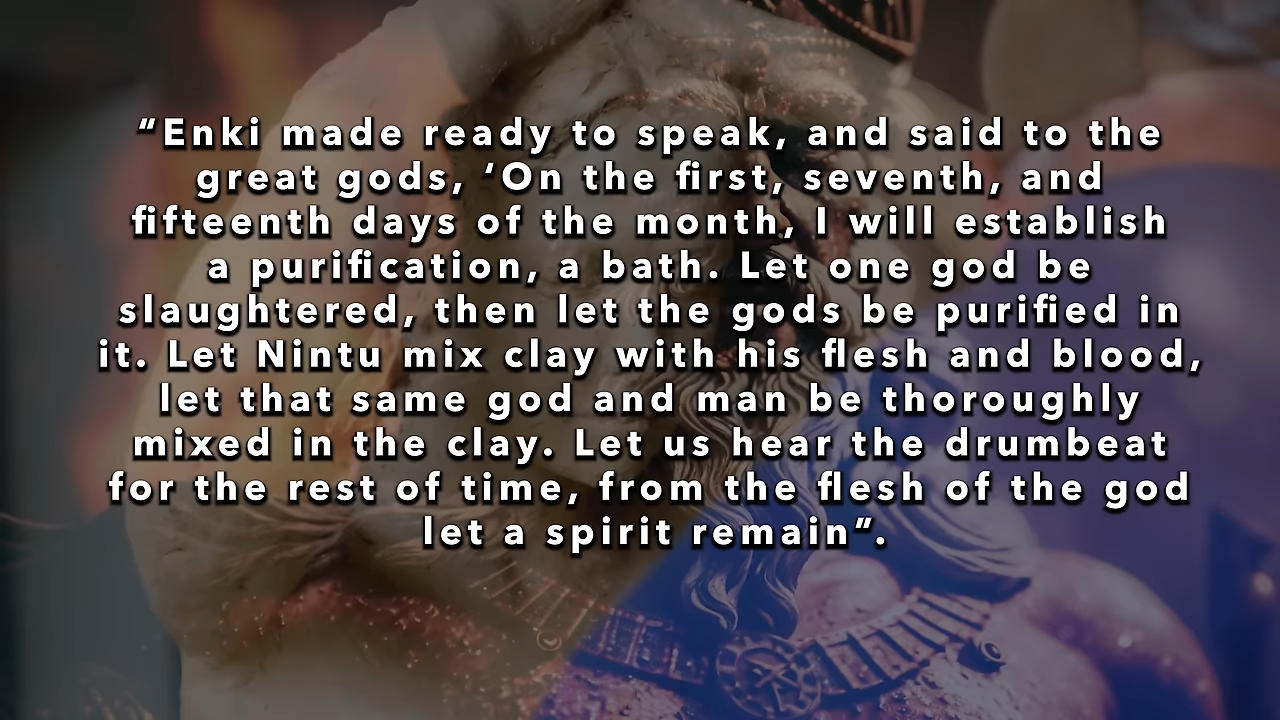 “Enki made ready to speak, and said to the
great gods, ‘On the first, seventh, and
fifteenth days of the month, I will establish
a purification, a bath. Let one god be
slaughtered, then let the gods be purified in
it. Let Nintu mix clay with his flesh and blood,
let that same god and man be thoroughly
mixed in the clay. Let us hear the drumbeat
for the rest of time, from the flesh of the god
let a spirit remain”.